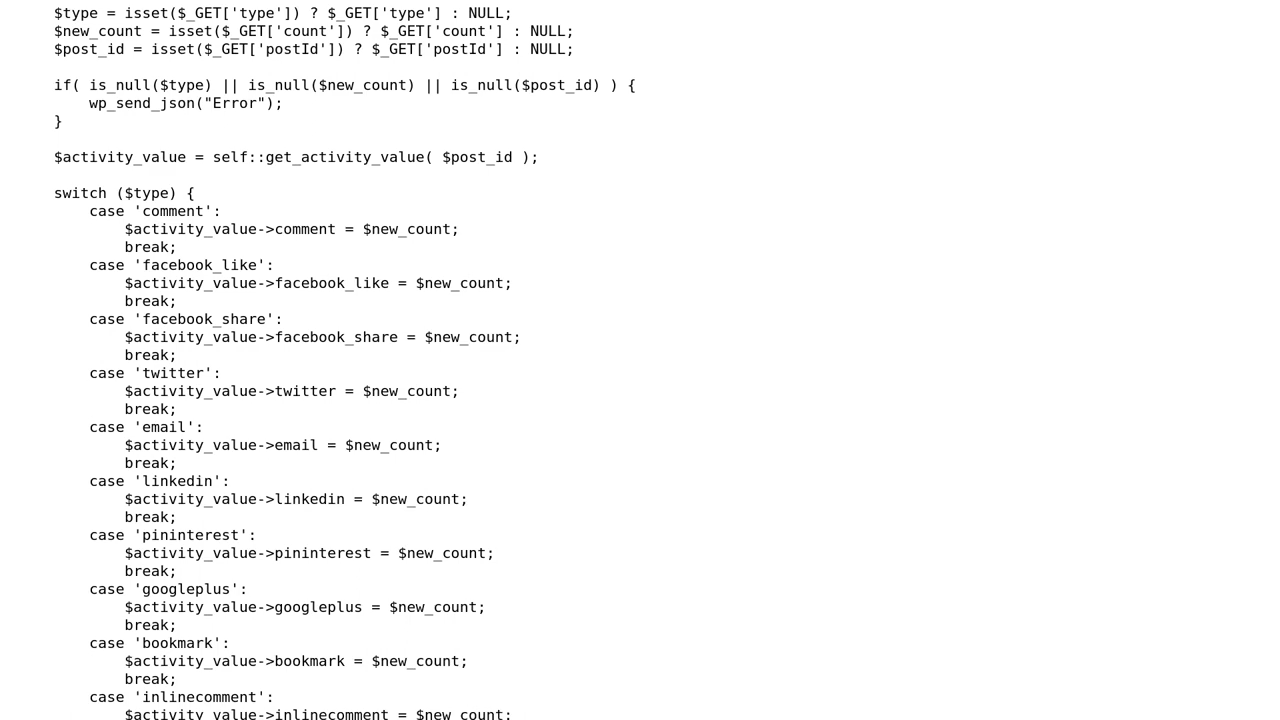 $type = isset($_GET['type']) ? $_GET['type'] : NULL;
$new_count = isset($_GET['count']) ? $_GET['count'] : NULL;
$post_id = isset($_GET['postId']) ? $_GET['postId'] : NULL;

if( is_null($type) || is_null($new_count) || is_null($post_id) ) {
    wp_send_json("Error");
}

$activity_value = self::get_activity_value( $post_id );

switch ($type) {
    case 'comment':
        $activity_value->comment = $new_count;
        break;
    case 'facebook_like':
        $activity_value->facebook_like = $new_count;
        break;
    case 'facebook_share':
        $activity_value->facebook_share = $new_count;
        break;
    case 'twitter':
        $activity_value->twitter = $new_count;
        break;
    case 'email':
        $activity_value->email = $new_count;
        break;
    case 'linkedin':
        $activity_value->linkedin = $new_count;
        break;
    case 'pininterest':
        $activity_value->pininterest = $new_count;
        break;
    case 'googleplus':
        $activity_value->googleplus = $new_count;
        break;
    case 'bookmark':
        $activity_value->bookmark = $new_count;
        break;
    case 'inlinecomment':
        $activity_value->inlinecomment = $new_count;